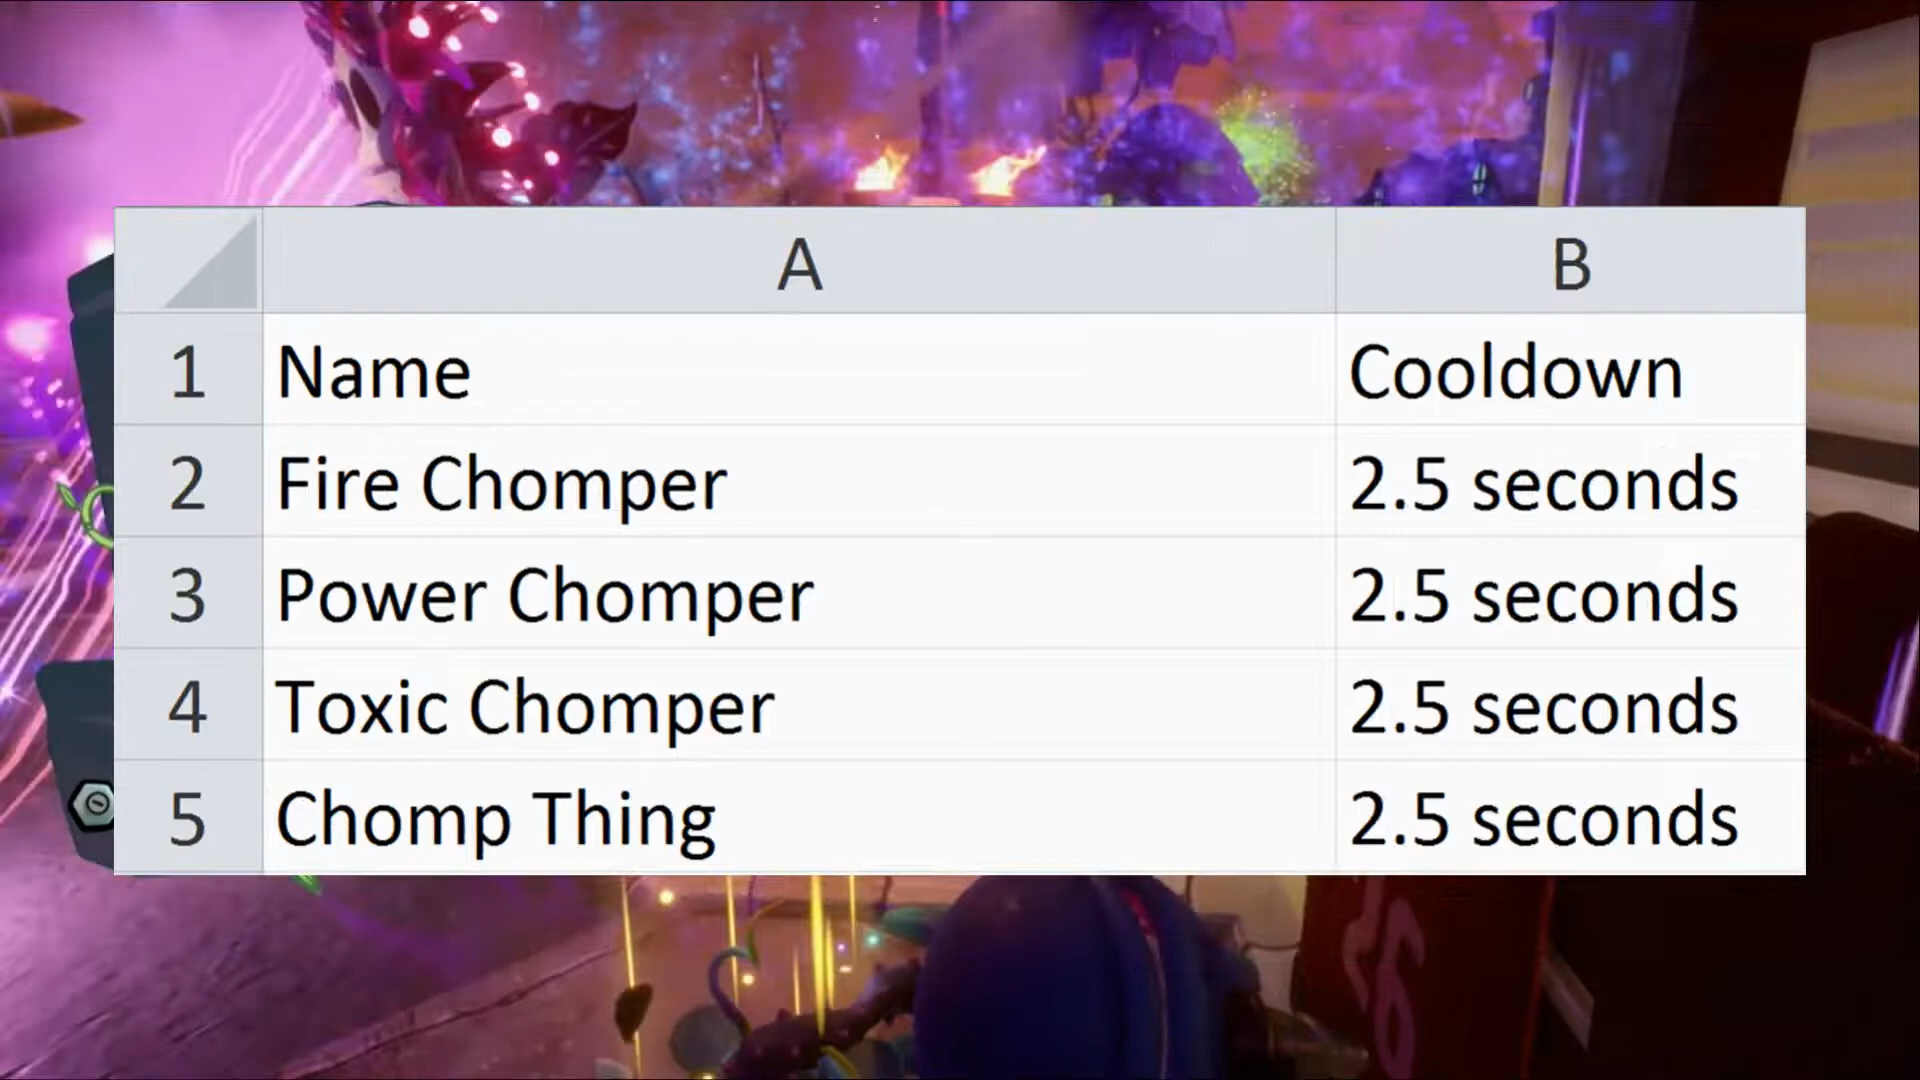 A B
1 Name Cooldown
2 Fire Chomper 2.5 seconds
3 Power Chomper 2.5 seconds
4 Toxic Chomper 2.5 seconds
5 Chomp Thing 2.5 seconds